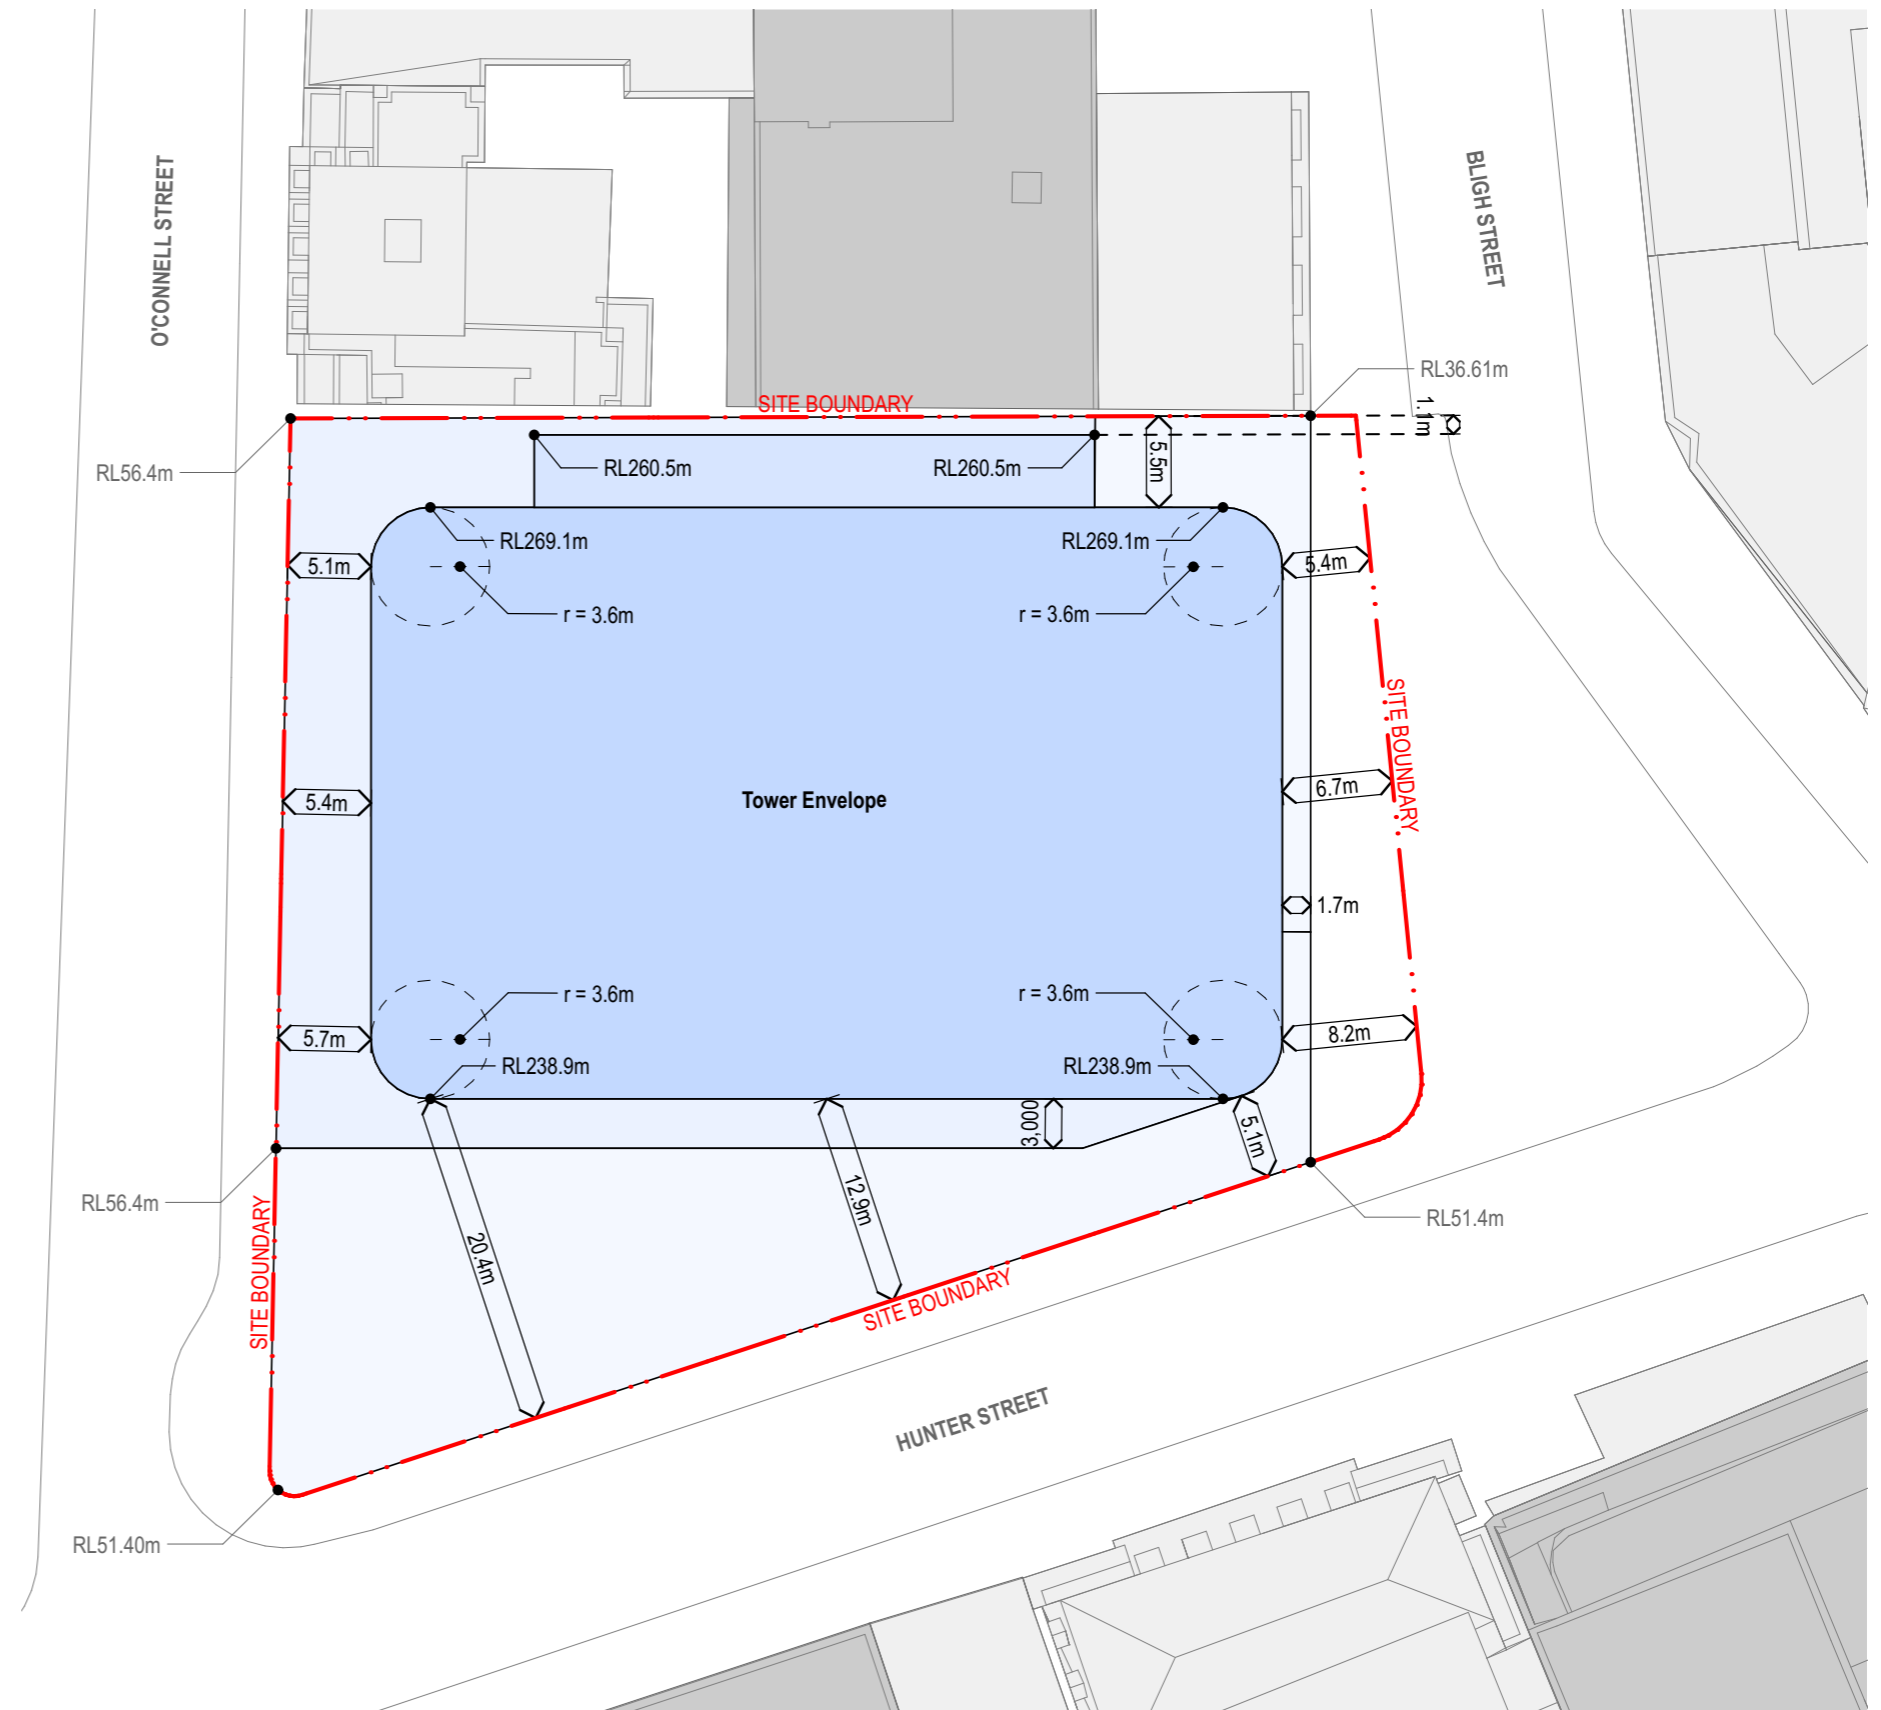 O'CONNELL STREET
BLIGH STREET
RL36.61m
SITE BOUNDARY
1.1m
RL56.4m
RL260.5m
RL260.5m
5.5m
RL269.1m
RL269.1m
5.1m
5.4m
r = 3.6m
r = 3.6m
SITE BOUNDARY
Tower Envelope
5.4m
6.7m
1.7m
r = 3.6m
r = 3.6m
5.7m
8.2m
RL238.9m
RL238.9m
3,000
5.1m
RL56.4m
12.9m
RL51.4m
20.4m
SITE BOUNDARY
SITE BOUNDARY
HUNTER STREET
RL51.40m